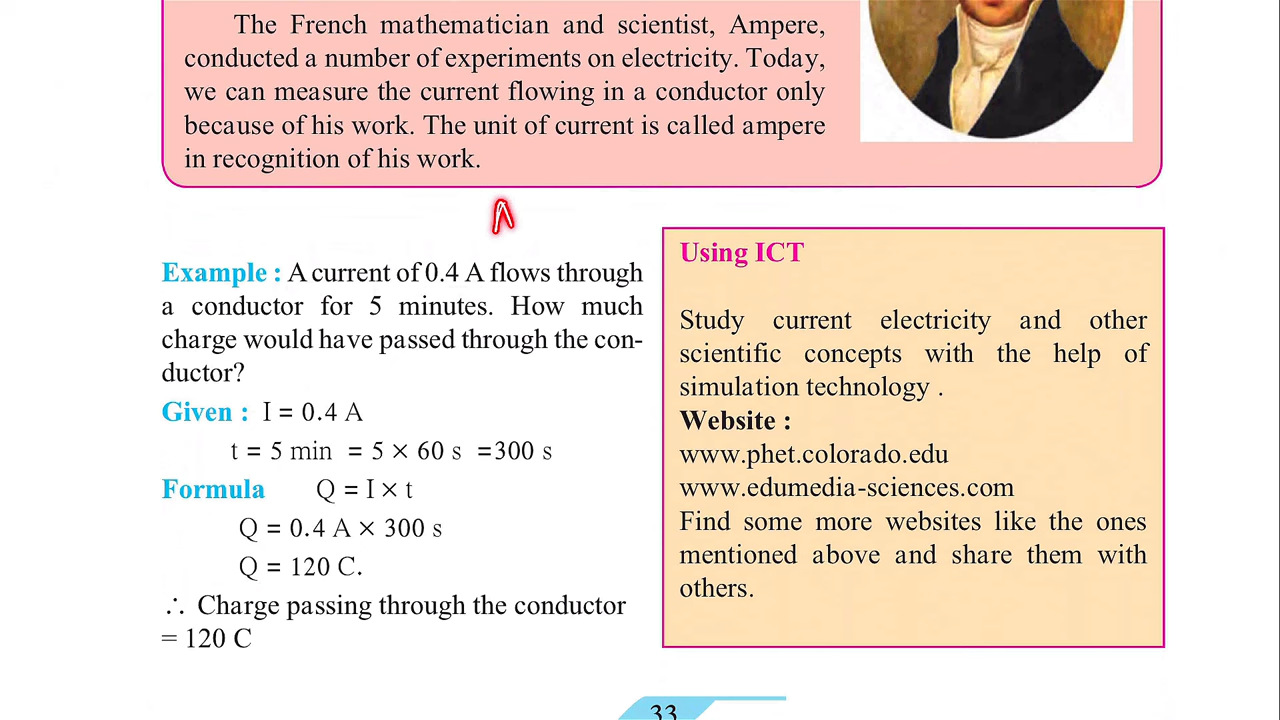 The French mathematician and scientist, Ampere,
conducted a number of experiments on electricity. Today,
we can measure the current flowing in a conductor only
because of his work. The unit of current is called ampere
in recognition of his work.
Example : A current of 0.4 A flows through
a conductor for 5 minutes. How much
charge would have passed through the con-
ductor?
Given : I = 0.4 A
t = 5 min = 5 × 60 s =300 s
Formula Q = I × t
Q = 0.4 A × 300 s
Q = 120 C.
∴ Charge passing through the conductor
= 120 C
Using ICT
Study current electricity and other
scientific concepts with the help of
simulation technology .
Website :
www.phet.colorado.edu
www.edumedia-sciences.com
Find some more websites like the ones
mentioned above and share them with
others.
33